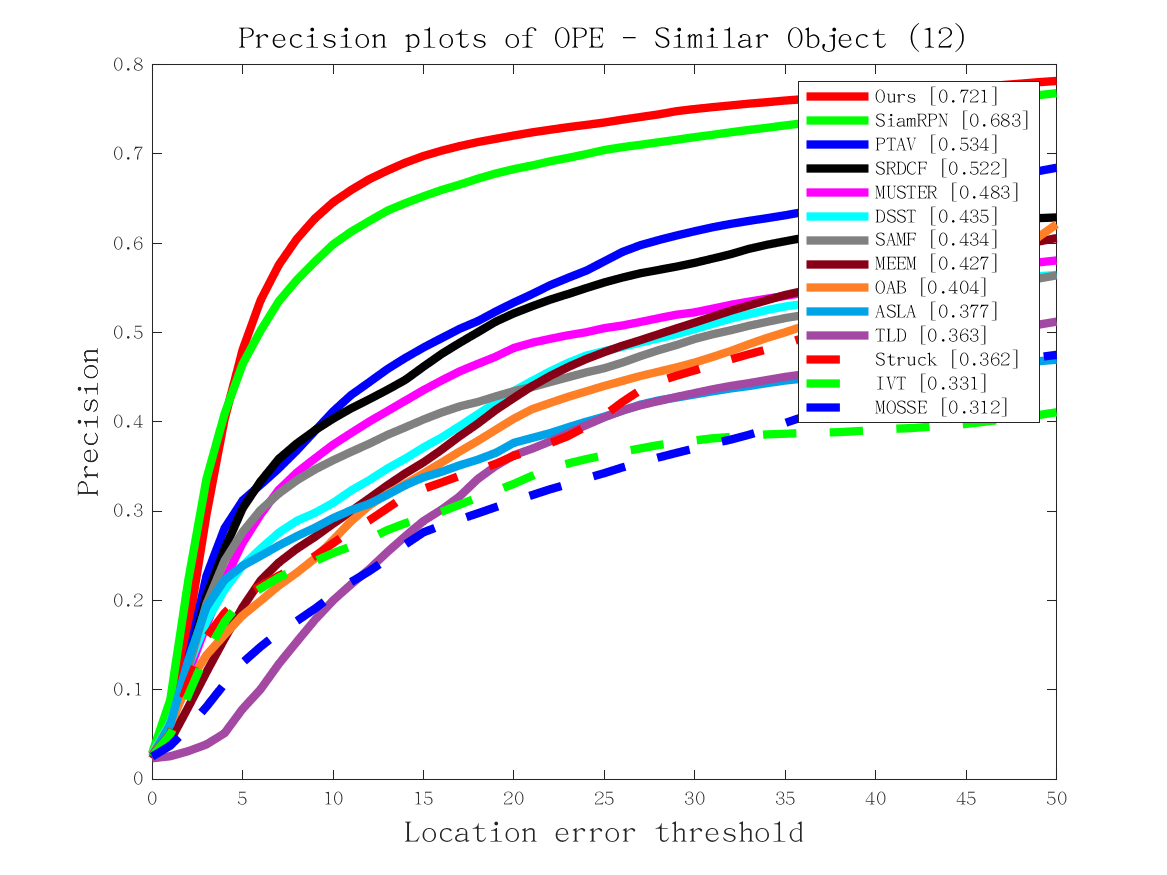 Precision plots of OPE - Similar Object (12)
0.8
0.7
0.6
0.5
0.4
0.3
0.2
0.1
0
Precision
Ours [0.721]
SiamRPN [0.683]
PTAV [0.534]
SRDCF [0.522]
MUSTER [0.483]
DSST [0.435]
SAMF [0.434]
MEEM [0.427]
OAB [0.404]
ASLA [0.377]
TLD [0.363]
Struck [0.362]
IVT [0.331]
MOSSE [0.312]
0 5 10 15 20 25 30 35 40 45 50
Location error threshold